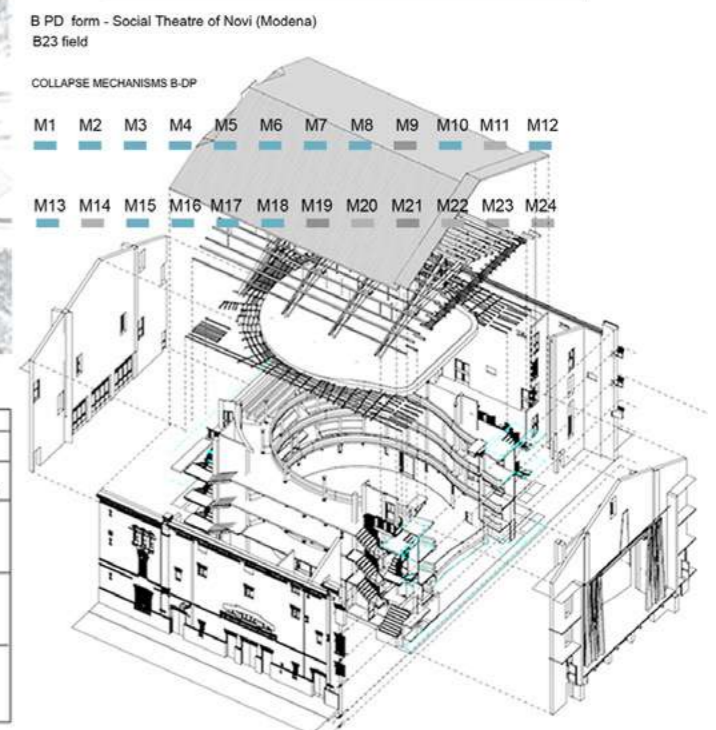 B PD form - Social Theatre of Novi (Modena)
B23 field
COLLAPSE MECHANISMS B-DP
M1 M2 M3 M4 M5 M6 M7 M8 M9 M10 M11 M12
M13 M14 M15 M16 M17 M18 M19 M20 M21 M22 M23 M24